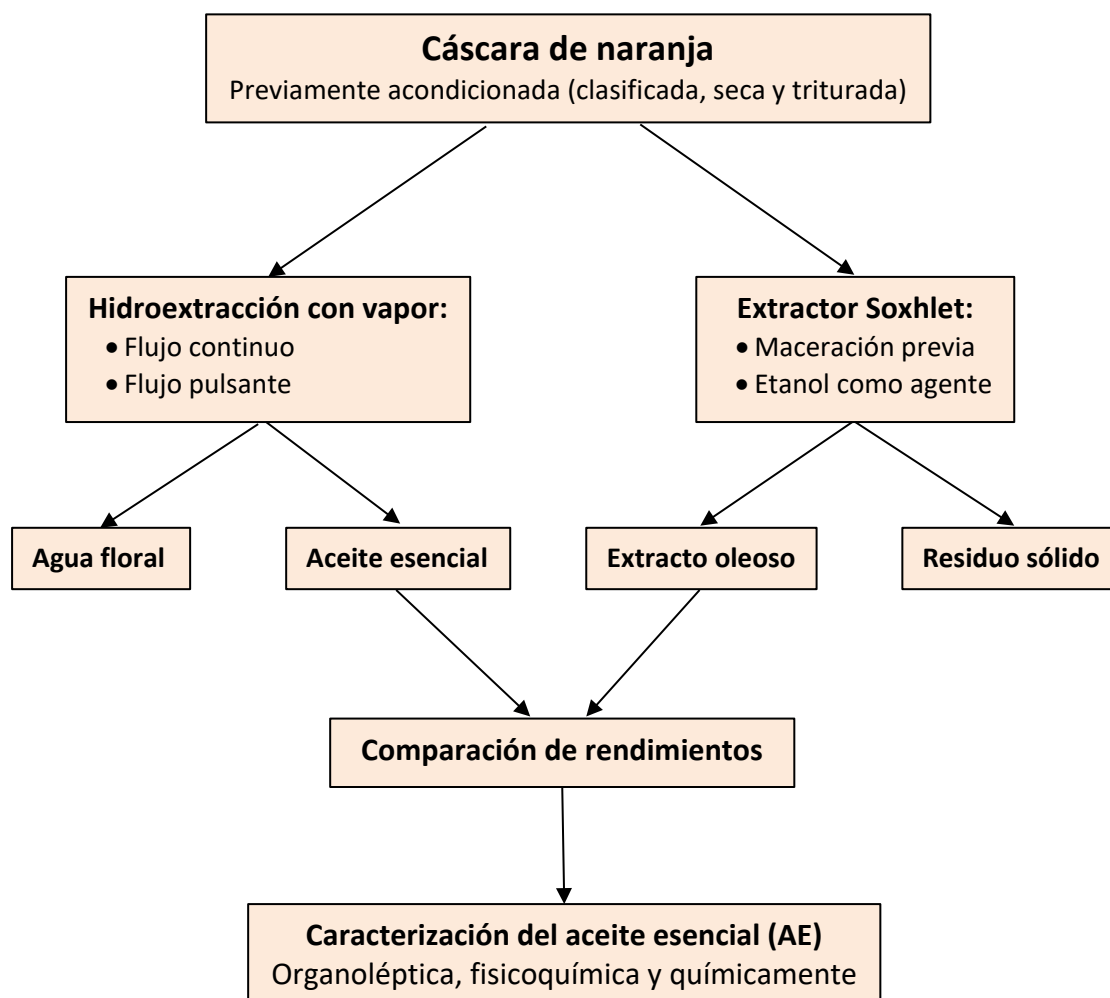 Cáscara de naranja
Previamente acondicionada (clasificada, seca y triturada)
Hidroextracción con vapor:
• Flujo continuo
• Flujo pulsante
Extractor Soxhlet:
• Maceración previa
• Etanol como agente
Agua floral
Aceite esencial
Extracto oleoso
Residuo sólido
Comparación de rendimientos
Caracterización del aceite esencial (AE)
Organoléptica, fisicoquímica y químicamente